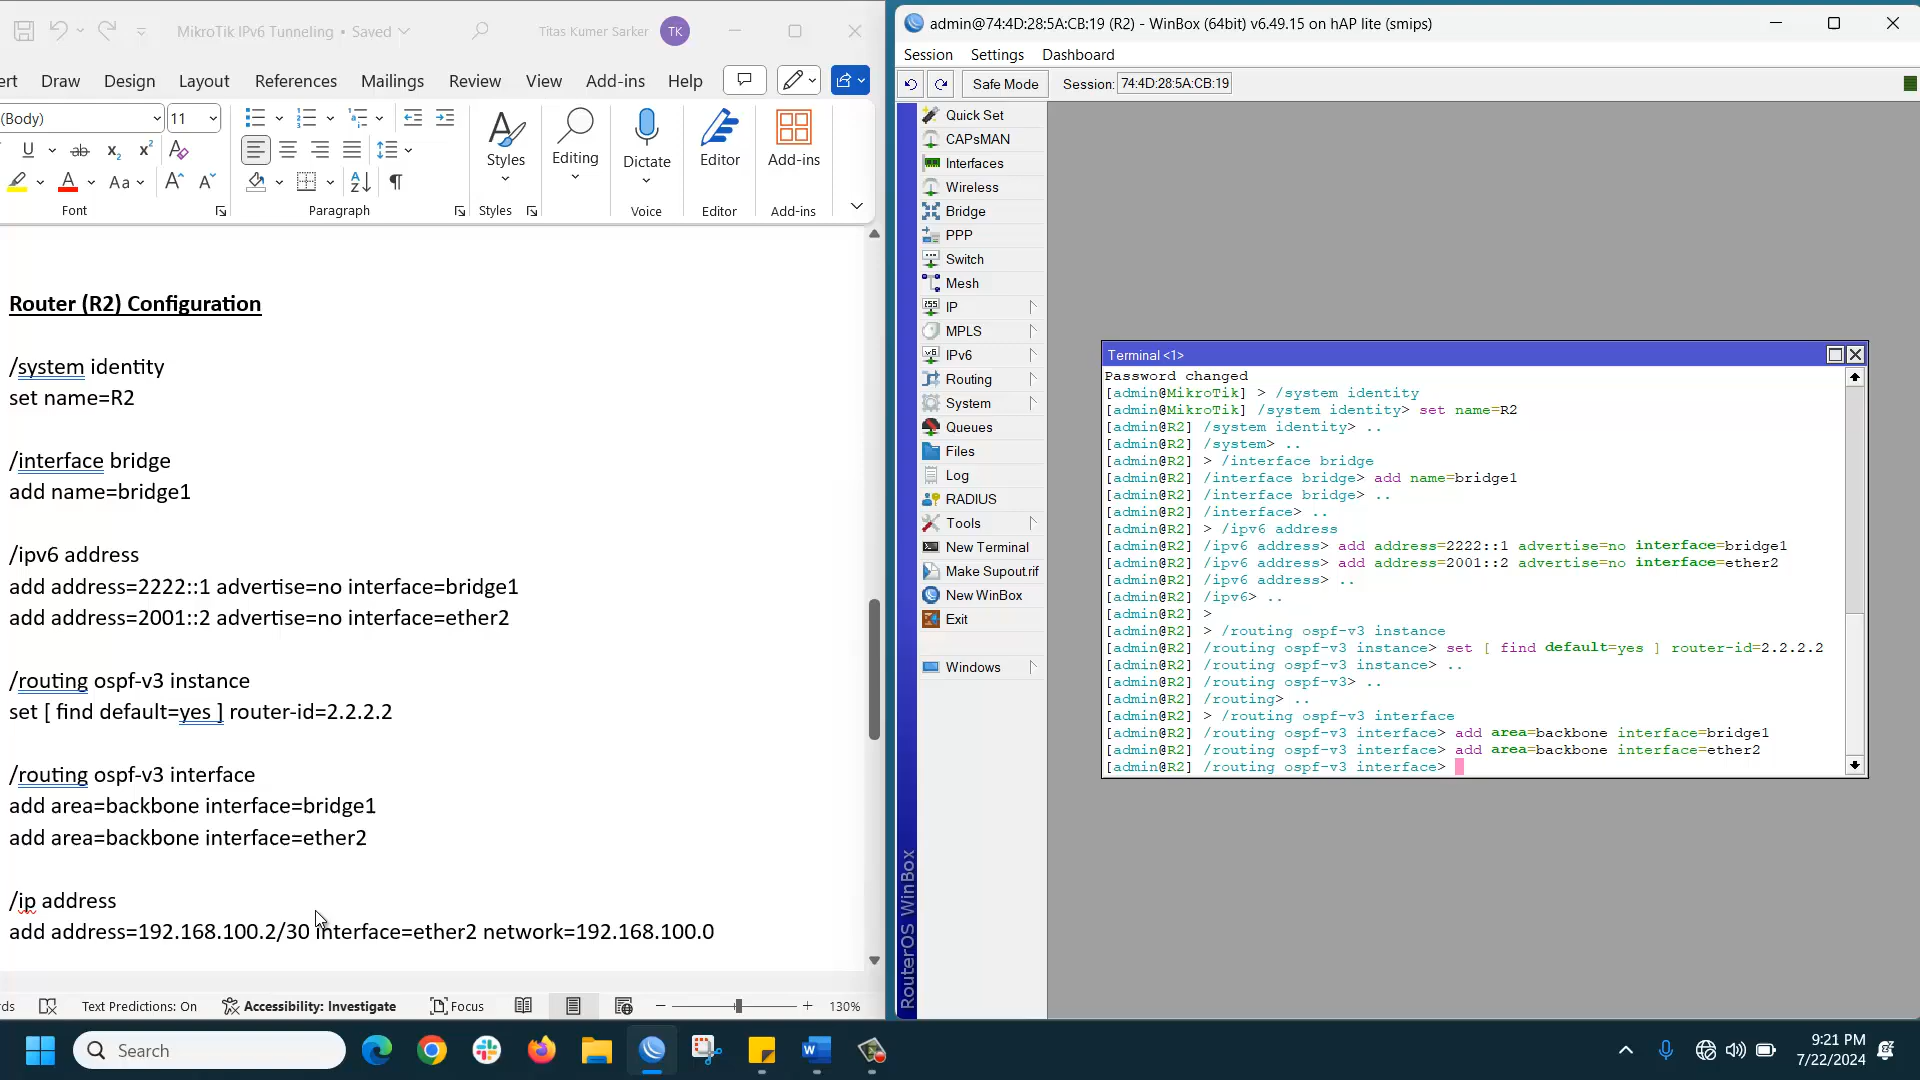 MikroTik IPv6 Tunneling • Saved
Titas Kumar Sarker
TK
ert Draw Design Layout References Mailings Review View Add-ins Help
(Body) 11
Styles
Editing
Dictate
Editor
Add-ins
Font
Paragraph
Styles
Voice
Editor
Add-ins
Router (R2) Configuration
/system identity
set name=R2
/interface bridge
add name=bridge1
/ipv6 address
add address=2222::1 advertise=no interface=bridge1
add address=2001::2 advertise=no interface=ether2
/routing ospf-v3 instance
set [ find default=yes ] router-id=2.2.2.2
/routing ospf-v3 interface
add area=backbone interface=bridge1
add area=backbone interface=ether2
/ip address
add address=192.168.100.2/30 interface=ether2 network=192.168.100.0
ds Text Predictions: On Accessibility: Investigate Focus 130%
admin@74:4D:28:5A:CB:19 (R2) - WinBox (64bit) v6.49.15 on hAP lite (smips)
Session Settings Dashboard
Safe Mode Session: 74:4D:28:5A:CB:19
Quick Set
CAPsMAN
Interfaces
Wireless
Bridge
PPP
Switch
Mesh
IP
MPLS
IPv6
Routing
System
Queues
Files
Log
RADIUS
Tools
New Terminal
Make Supout.rif
New WinBox
Exit
Windows
RouterOS WinBox
Terminal <1>
Password changed
[admin@MikroTik] > /system identity
[admin@MikroTik] /system identity> set name=R2
[admin@R2] /system identity> ..
[admin@R2] /system> ..
[admin@R2] > /interface bridge
[admin@R2] /interface bridge> add name=bridge1
[admin@R2] /interface bridge> ..
[admin@R2] /interface> ..
[admin@R2] > /ipv6 address
[admin@R2] /ipv6 address> add address=2222::1 advertise=no interface=bridge1
[admin@R2] /ipv6 address> add address=2001::2 advertise=no interface=ether2
[admin@R2] /ipv6 address> ..
[admin@R2] /ipv6> ..
[admin@R2] >
[admin@R2] > /routing ospf-v3 instance
[admin@R2] /routing ospf-v3 instance> set [ find default=yes ] router-id=2.2.2.2
[admin@R2] /routing ospf-v3 instance> ..
[admin@R2] /routing ospf-v3> ..
[admin@R2] /routing> ..
[admin@R2] > /routing ospf-v3 interface
[admin@R2] /routing ospf-v3 interface> add area=backbone interface=bridge1
[admin@R2] /routing ospf-v3 interface> add area=backbone interface=ether2
[admin@R2] /routing ospf-v3 interface>
Search
9:21 PM
7/22/2024